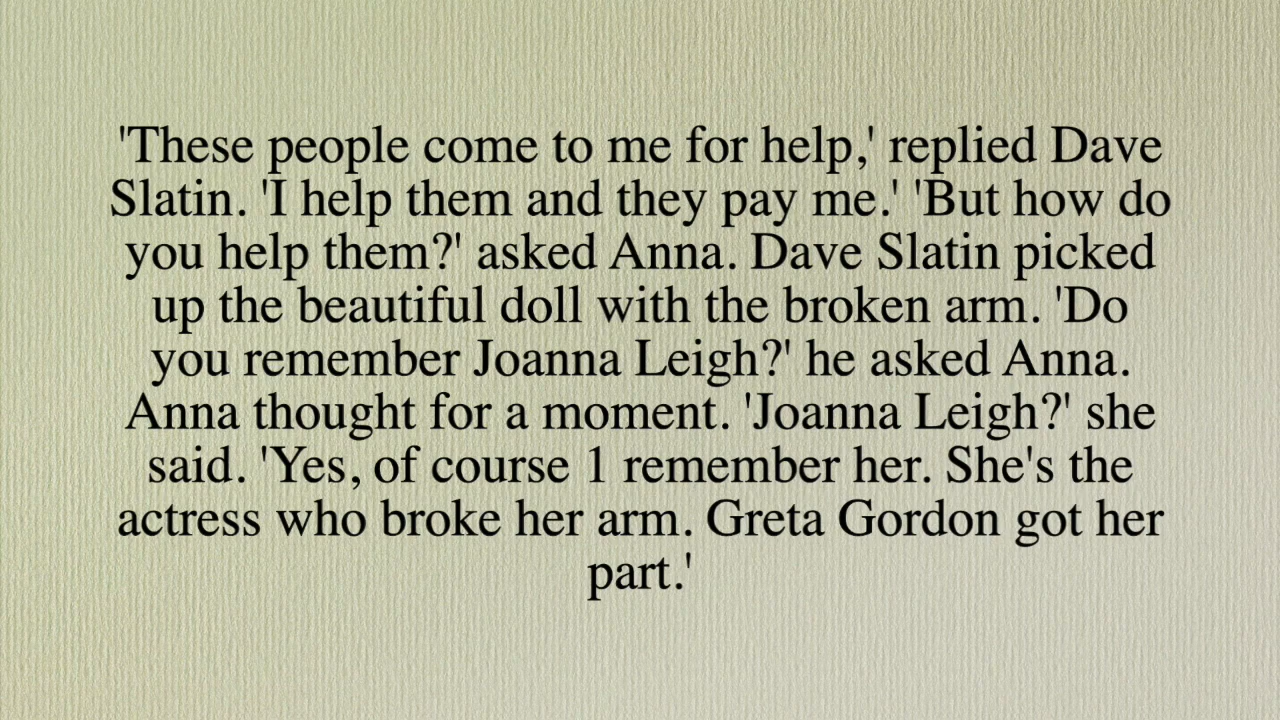 'These people come to me for help,' replied Dave
Slatin. 'I help them and they pay me.' 'But how do
you help them?' asked Anna. Dave Slatin picked
up the beautiful doll with the broken arm. 'Do
you remember Joanna Leigh?' he asked Anna.
Anna thought for a moment. 'Joanna Leigh?' she
said. 'Yes, of course 1 remember her. She's the
actress who broke her arm. Greta Gordon got her
part.'